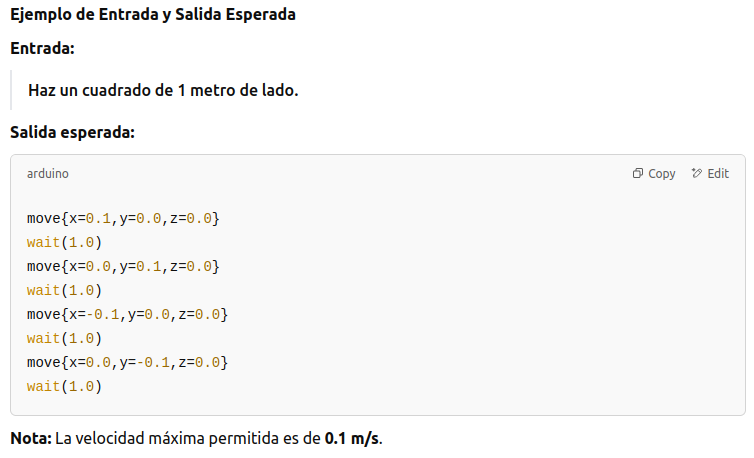 Ejemplo de Entrada y Salida Esperada
Entrada:
Haz un cuadrado de 1 metro de lado.
Salida esperada:
arduino
Copy
Edit
move{x=0.1,y=0.0,z=0.0}
wait(1.0)
move{x=0.0,y=0.1,z=0.0}
wait(1.0)
move{x=-0.1,y=0.0,z=0.0}
wait(1.0)
move{x=0.0,y=-0.1,z=0.0}
wait(1.0)
Nota: La velocidad máxima permitida es de 0.1 m/s.